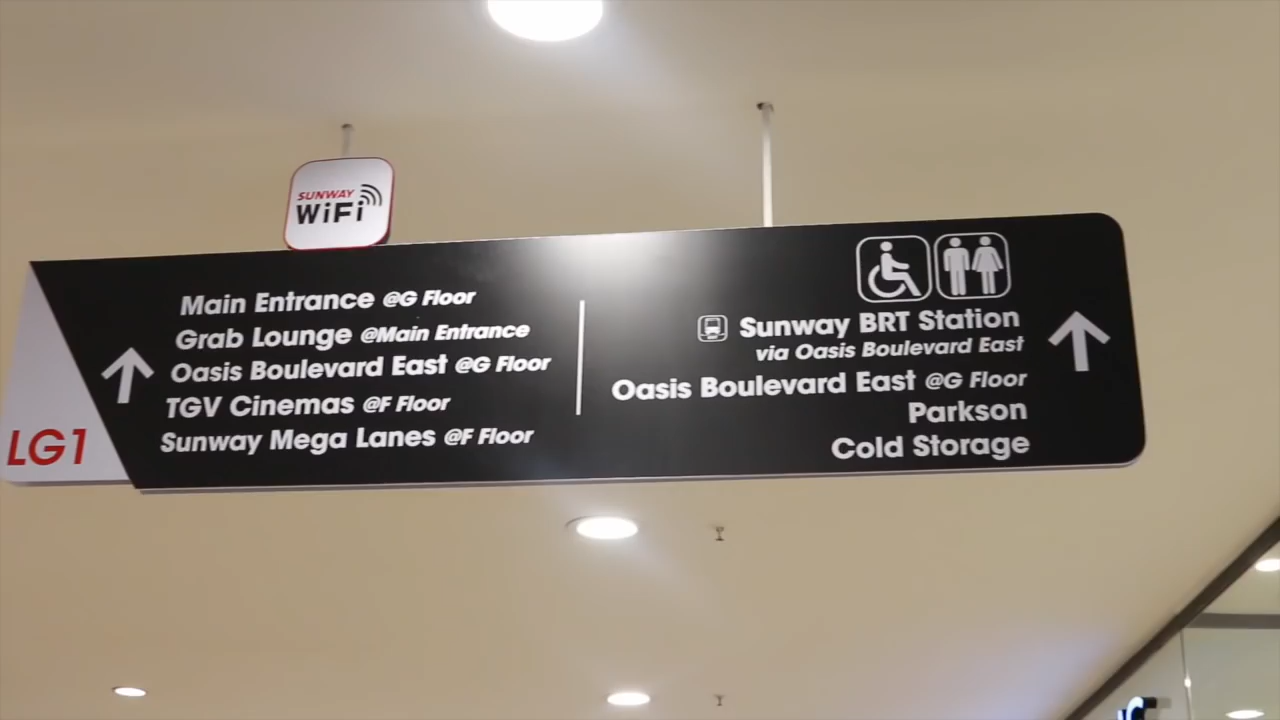 SUNWAY
WiFi
LG1
Main Entrance @G Floor
Grab Lounge @Main Entrance
Oasis Boulevard East @G Floor
TGV Cinemas @F Floor
Sunway Mega Lanes @F Floor
Sunway BRT Station
via Oasis Boulevard East
Oasis Boulevard East @G Floor
Parkson
Cold Storage